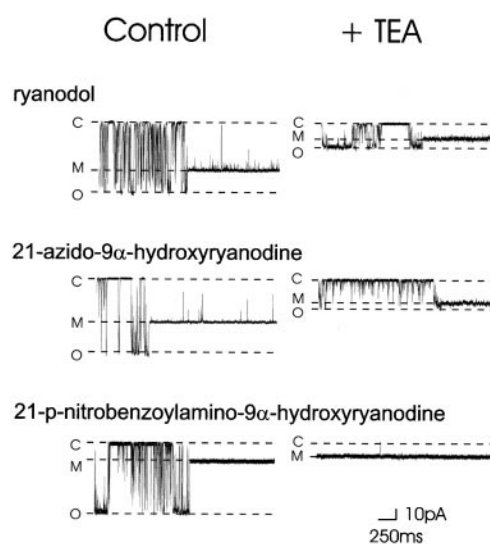 Control + TEA
ryanodol
C C
M M
O O
21-azido-9α-hydroxyryanodine
C C
M M
O O
21-p-nitrobenzoylamino-9α-hydroxyryanodine
C C
M M
O
10pA
250ms